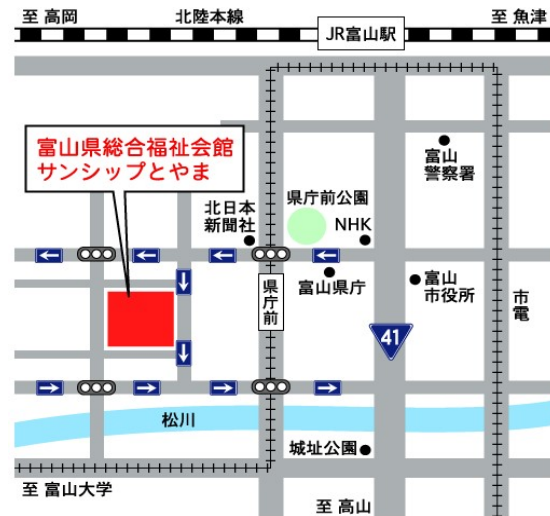 至 高岡
北陸本線
JR富山駅
至 魚津
富山県総合福祉会館
サンシップとやま
富山
警察署
県庁前公園
北日本
新聞社
NHK
県庁前
富山県庁
富山
市役所
市電
41
松川
城址公園
至 富山大学
至 高山